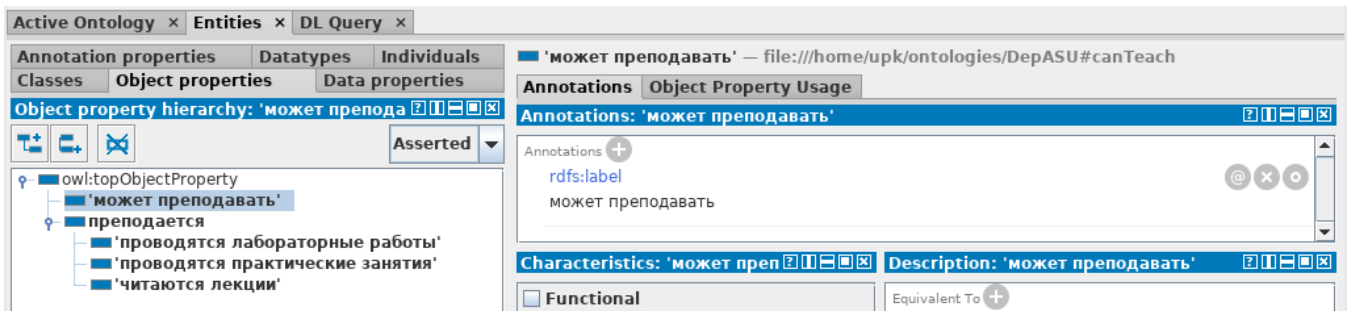 Active Ontology × Entities × DL Query ×
Annotation properties Datatypes Individuals
Classes Object properties Data properties
Object property hierarchy: 'может препода
Asserted
owl:topObjectProperty
'может преподавать'
преподается
'проводятся лабораторные работы'
'проводятся практические занятия'
'читаются лекции'
'может преподавать' — file:///home/upk/ontologies/DepASU#canTeach
Annotations Object Property Usage
Annotations: 'может преподавать'
Annotations
rdfs:label
может преподавать
Characteristics: 'может преп
Functional
Description: 'может преподавать'
Equivalent To